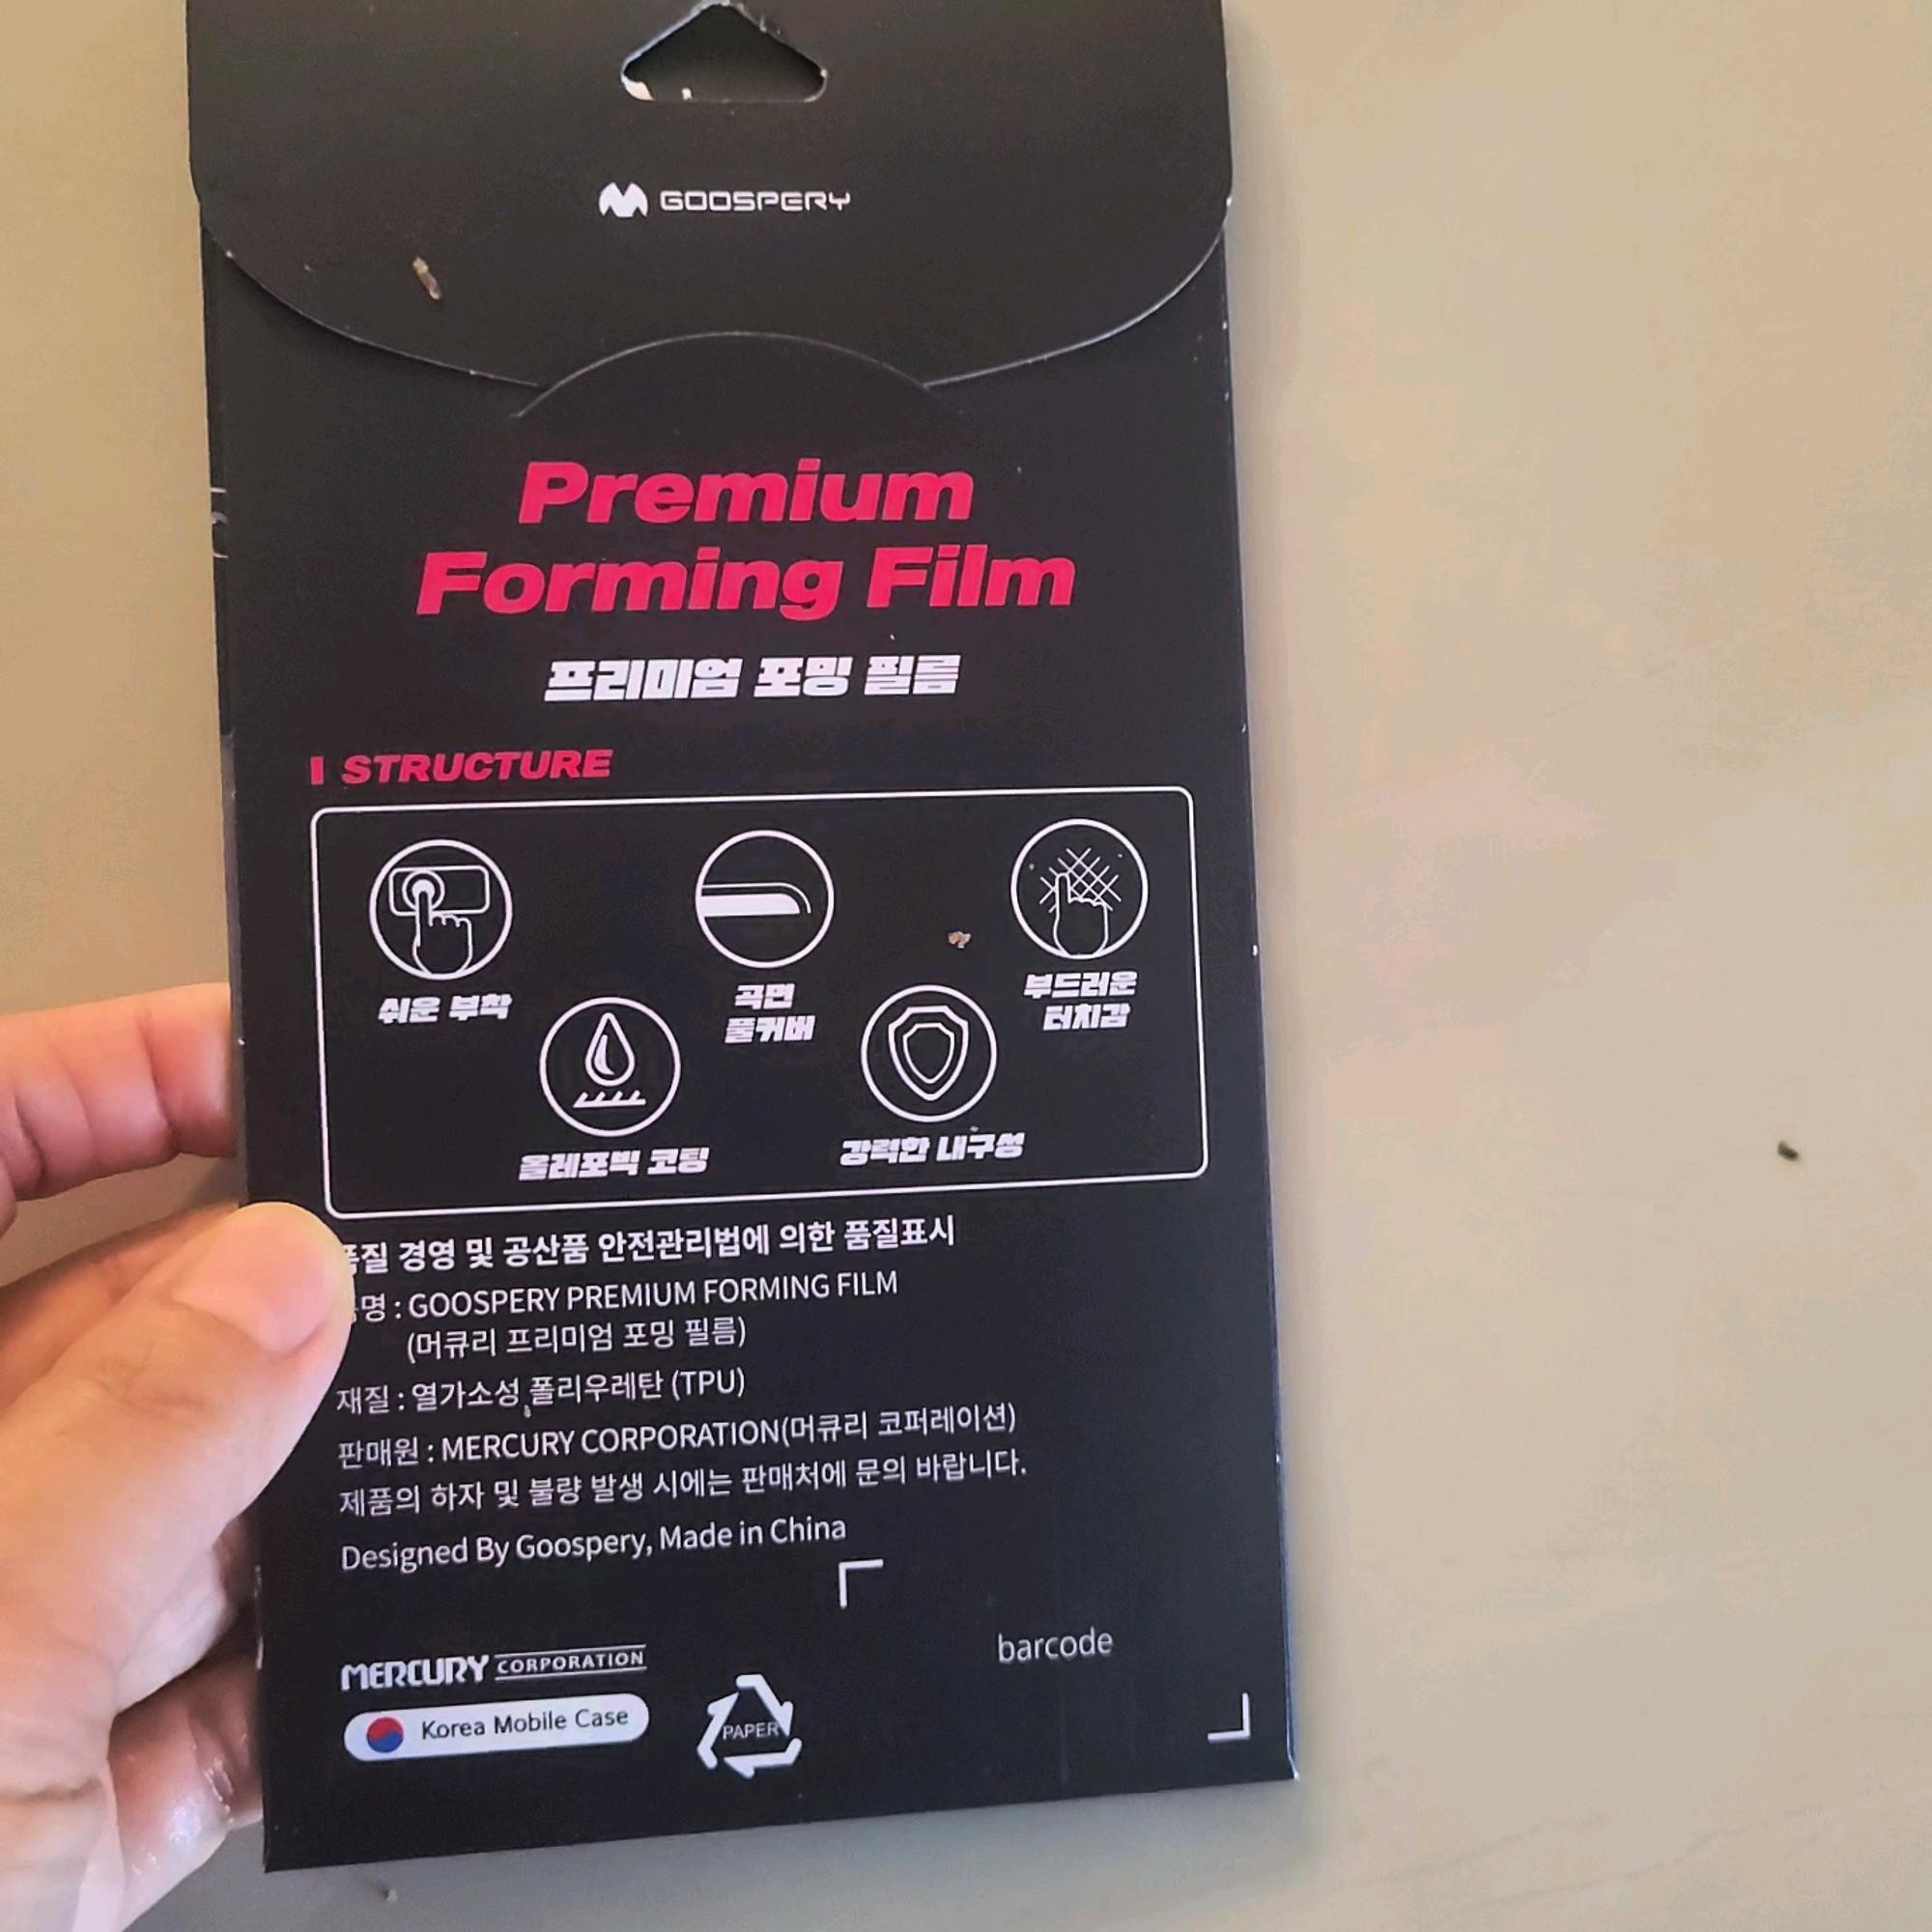 GOOSPERY
Premium
Forming Film
프리미엄 포밍 필름
STRUCTURE
쉬운 부착
곡면
풀커버
부드러운
터치감
올레포빅 코팅
강력한 내구성
경영 및 공산품 안전관리법에 의한 품질표시
: GOOSPERY PREMIUM FORMING FILM
(머큐리 프리미엄 포밍 필름)
재질 : 열가소성 폴리우레탄 (TPU)
판매원 : MERCURY CORPORATION(머큐리 코퍼레이션)
제품의 하자 및 불량 발생 시에는 판매처에 문의 바랍니다.
Designed By Goospery, Made in China
barcode
MERCURY CORPORATION
Korea Mobile Case
PAPER